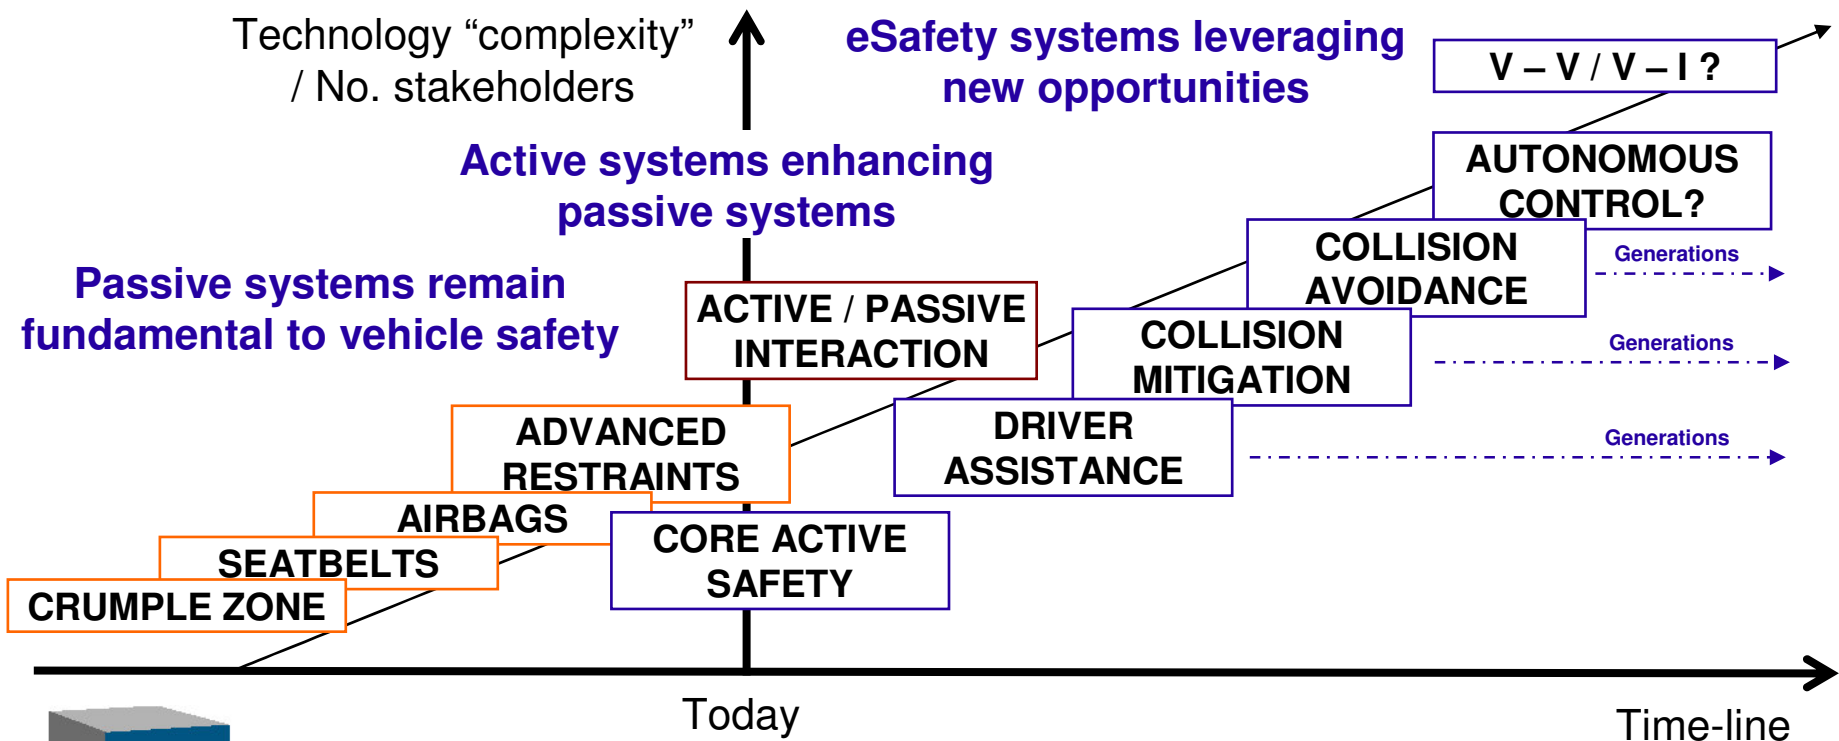 Technology “complexity”
/ No. stakeholders
eSafety systems leveraging
new opportunities
V – V / V – I ?
Active systems enhancing
passive systems
AUTONOMOUS
CONTROL?
Passive systems remain
fundamental to vehicle safety
COLLISION
AVOIDANCE
Generations
ACTIVE / PASSIVE
INTERACTION
COLLISION
MITIGATION
Generations
ADVANCED
RESTRAINTS
DRIVER
ASSISTANCE
Generations
AIRBAGS
CORE ACTIVE
SAFETY
SEATBELTS
CRUMPLE ZONE
Today
Time-line